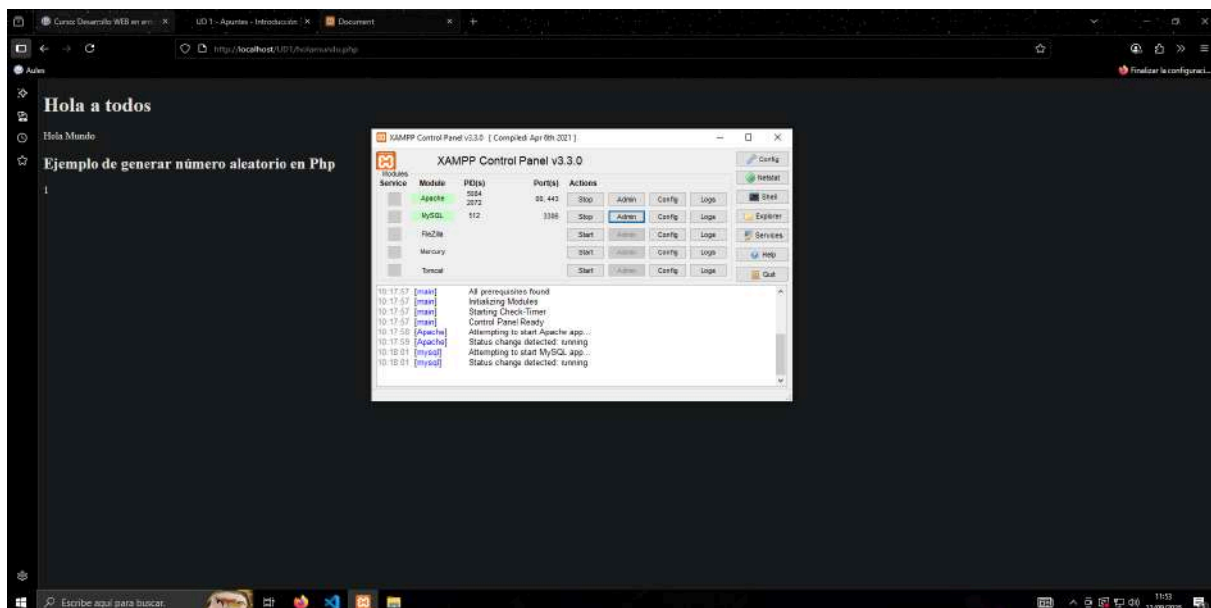 Curso: Desarrollo WEB en
UD 1 - Apuntes - Introducción
Document
http://localhost/UD1/holamundo.php
Aules
Finalizar la configuraci...
Hola a todos
Hola Mundo
Ejemplo de generar número aleatorio en Php
1
XAMPP Control Panel v3.3.0 [ Compiled: Apr 6th 2021 ]
XAMPP Control Panel v3.3.0
Modules
Service Module PID(s) Port(s) Actions
Apache 5084 2072 80, 443 Stop Admin Config Logs
MySQL 512 3306 Stop Admin Config Logs
FileZilla Start Admin Config Logs
Mercury Start Admin Config Logs
Tomcat Start Admin Config Logs
Config
Netstat
Shell
Explorer
Services
Help
Quit
10:17:57 [main] All prerequisites found
10:17:57 [main] Initializing Modules
10:17:57 [main] Starting Check-Timer
10:17:57 [main] Control Panel Ready
10:17:58 [Apache] Attempting to start Apache app...
10:17:59 [Apache] Status change detected: running
10:18:01 [mysql] Attempting to start MySQL app...
10:18:01 [mysql] Status change detected: running
Escribe aquí para buscar.
11:53